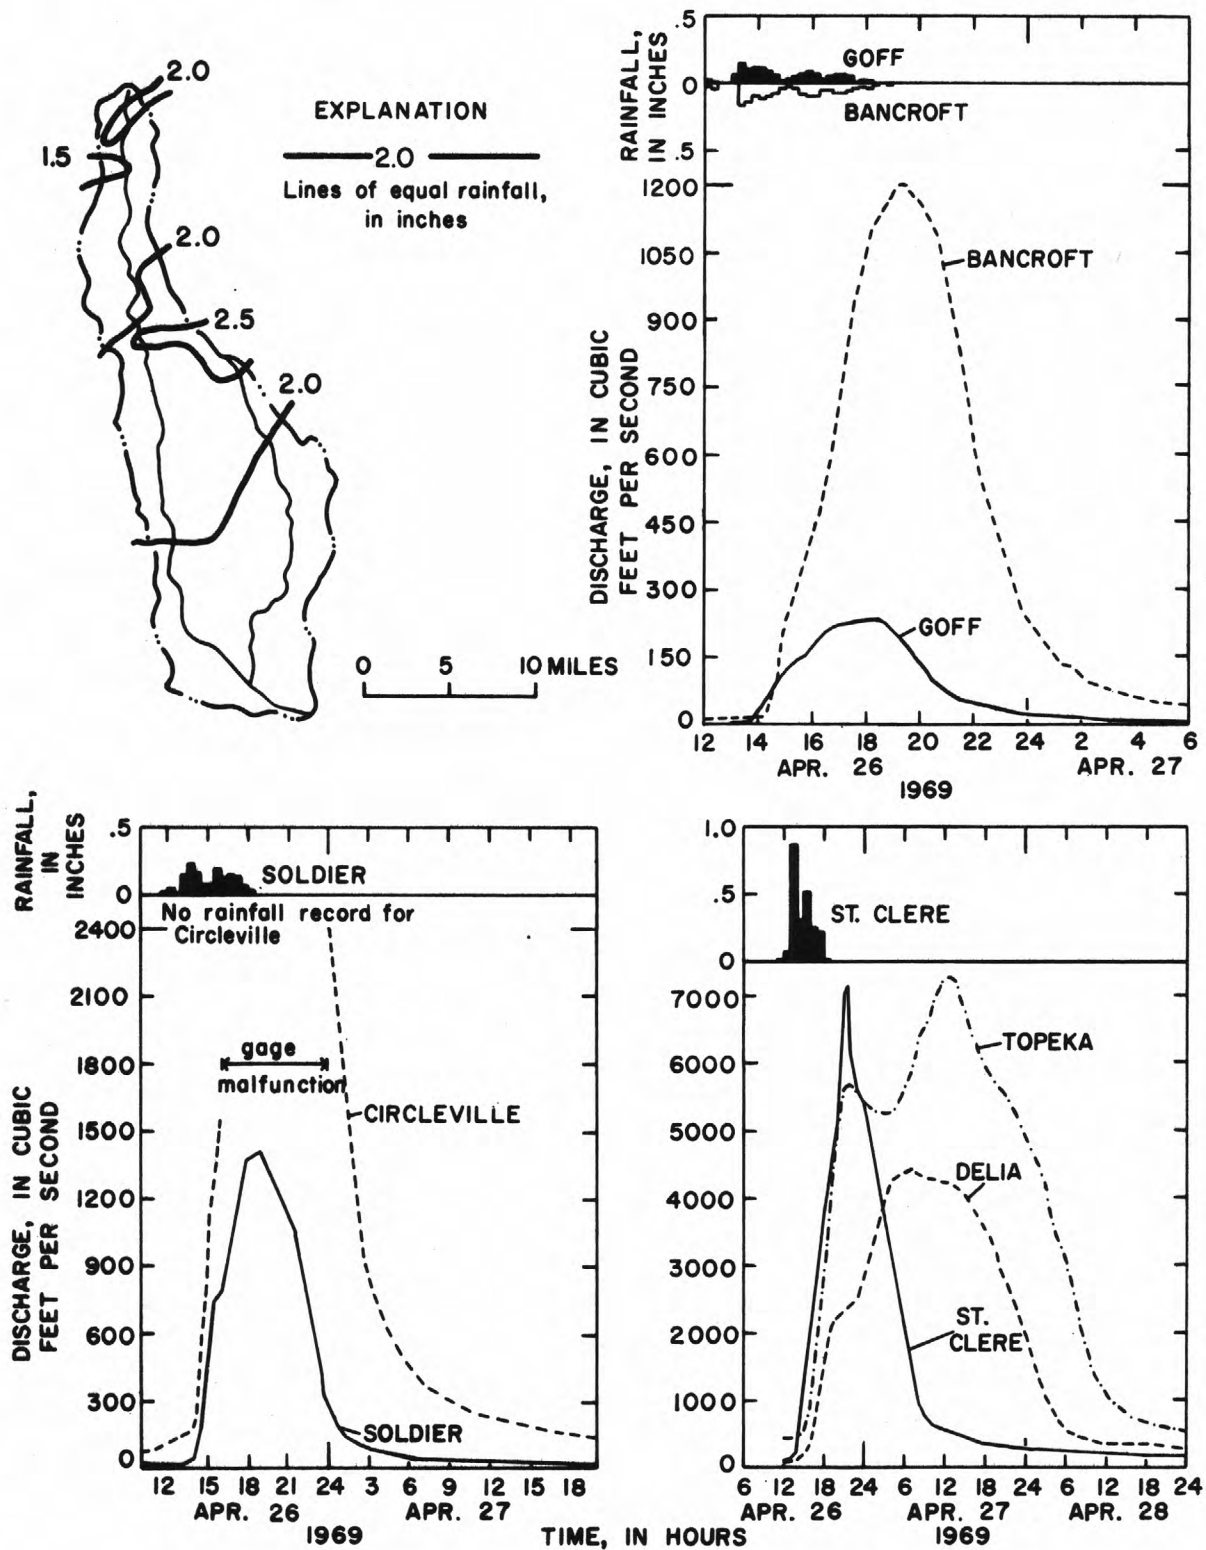 2.0
1.5
2.0
2.5
2.0
EXPLANATION
2.0
Lines of equal rainfall,
in inches
0 5 10 MILES
RAINFALL,
IN INCHES
.5
0
.5
GOFF
BANCROFT
DISCHARGE, IN CUBIC
FEET PER SECOND
1200
1050
900
750
600
450
300
150
0
BANCROFT
GOFF
12 14 16 18 20 22 24 2 4 6
APR. 26 APR. 27
1969
RAINFALL,
IN
INCHES
.5
0
SOLDIER
No rainfall record for
Circleville
DISCHARGE, IN CUBIC
FEET PER SECOND
2400
2100
1800
1500
1200
900
600
300
0
gage
malfunction
CIRCLEVILLE
SOLDIER
12 15 18 21 24 3 6 9 12 15 18
APR. 26 APR. 27
1969
1.0
.5
0
ST. CLERE
7000
6000
5000
4000
3000
2000
1000
0
TOPEKA
DELIA
ST.
CLERE
6 12 18 24 6 12 18 24 6 12 18 24
APR. 26 APR. 27 APR. 28
1969
TIME, IN HOURS